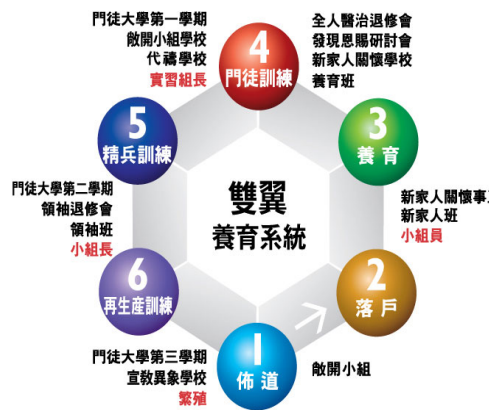 門徒大學第一學期
敞開小組學校
代禱學校
實習組長
4
門徒訓練
全人醫治退修會
發現恩賜研討會
新家人關懷學校
養育班
5
精兵訓練
3
養育
門徒大學第二學期
領袖退修會
領袖班
小組長
雙翼
養育系統
新家人關懷事
新家人班
小組員
6
再生產訓練
2
落戶
門徒大學第三學期
宣教異象學校
繁殖
1
佈道
敞開小組